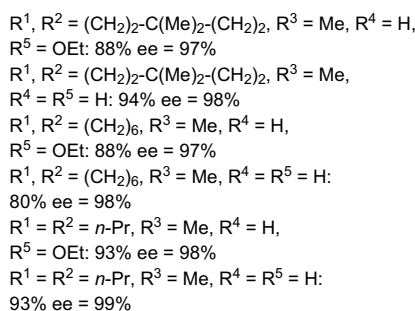 R¹, R² = (CH₂)₂-C(Me)₂-(CH₂)₂, R³ = Me, R⁴ = H,
R⁵ = OEt: 88% ee = 97%
R¹, R² = (CH₂)₂-C(Me)₂-(CH₂)₂, R³ = Me,
R⁴ = R⁵ = H: 94% ee = 98%
R¹, R² = (CH₂)₆, R³ = Me, R⁴ = H,
R⁵ = OEt: 88% ee = 97%
R¹, R² = (CH₂)₆, R³ = Me, R⁴ = R⁵ = H:
80% ee = 98%
R¹ = R² = n-Pr, R³ = Me, R⁴ = H,
R⁵ = OEt: 93% ee = 98%
R¹ = R² = n-Pr, R³ = Me, R⁴ = R⁵ = H:
93% ee = 99%